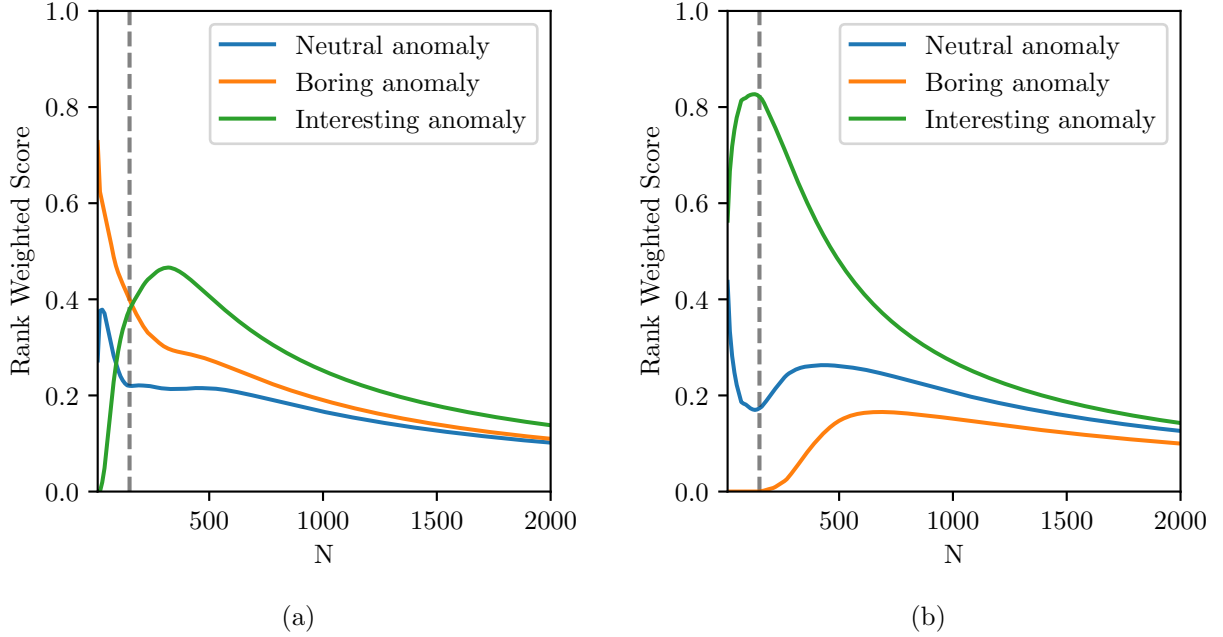 Rank Weighted Score
1.0
0.8
0.6
0.4
0.2
0.0
500
1000
1500
2000
N
Neutral anomaly
Boring anomaly
Interesting anomaly
(a)
Rank Weighted Score
1.0
0.8
0.6
0.4
0.2
0.0
500
1000
1500
2000
N
Neutral anomaly
Boring anomaly
Interesting anomaly
(b)